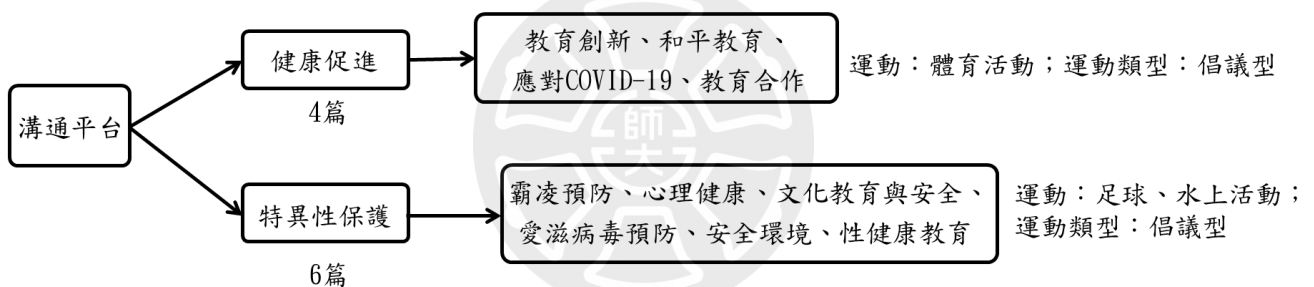 溝通平台
健康促進
4篇
教育創新、和平教育、
應對COVID-19、教育合作
運動：體育活動；運動類型：倡議型
特異性保護
6篇
霸凌預防、心理健康、文化教育與安全、
愛滋病毒預防、安全環境、性健康教育
運動：足球、水上活動；
運動類型：倡議型
師大